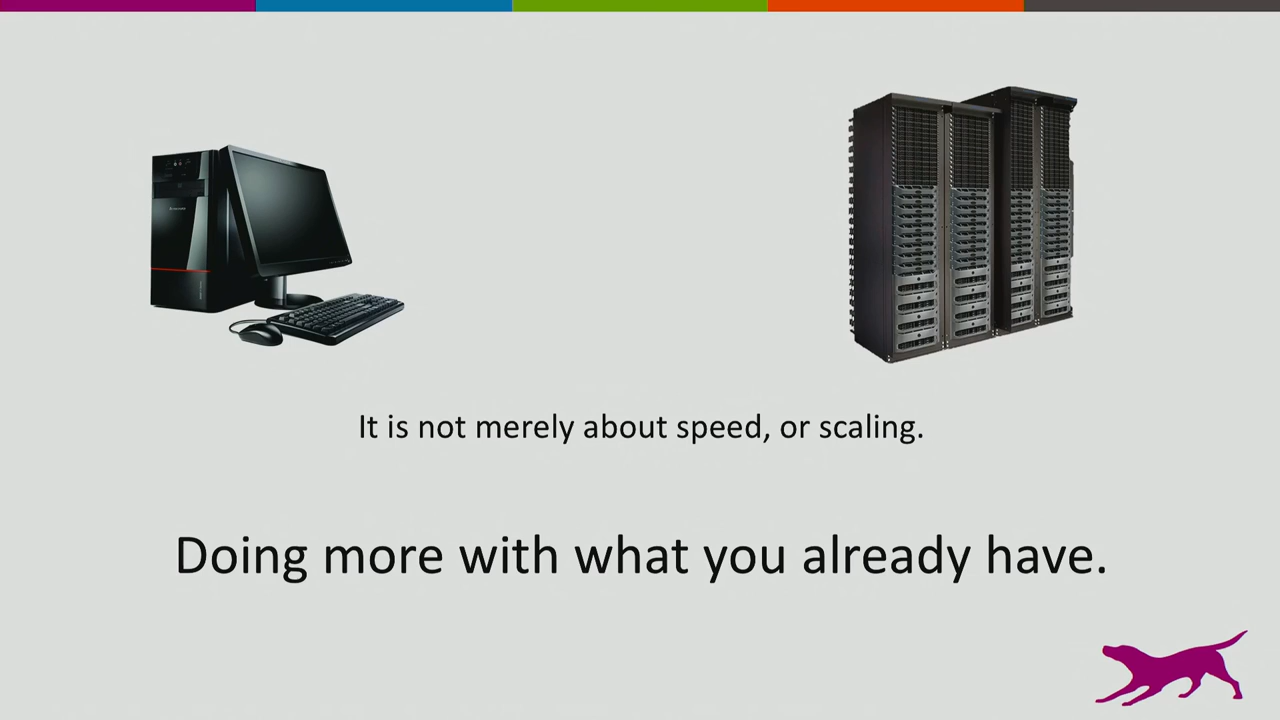 It is not merely about speed, or scaling.
Doing more with what you already have.